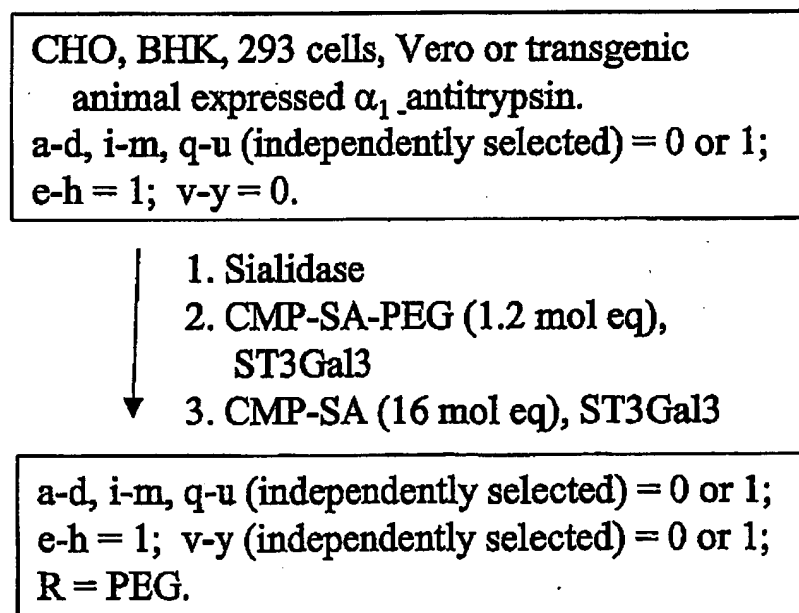 CHO, BHK, 293 cells, Vero or transgenic
animal expressed α₁ antitrypsin.
a-d, i-m, q-u (independently selected) = 0 or 1;
e-h = 1; v-y = 0.
1. Sialidase
2. CMP-SA-PEG (1.2 mol eq),
ST3Gal3
3. CMP-SA (16 mol eq), ST3Gal3
a-d, i-m, q-u (independently selected) = 0 or 1;
e-h = 1; v-y (independently selected) = 0 or 1;
R = PEG.